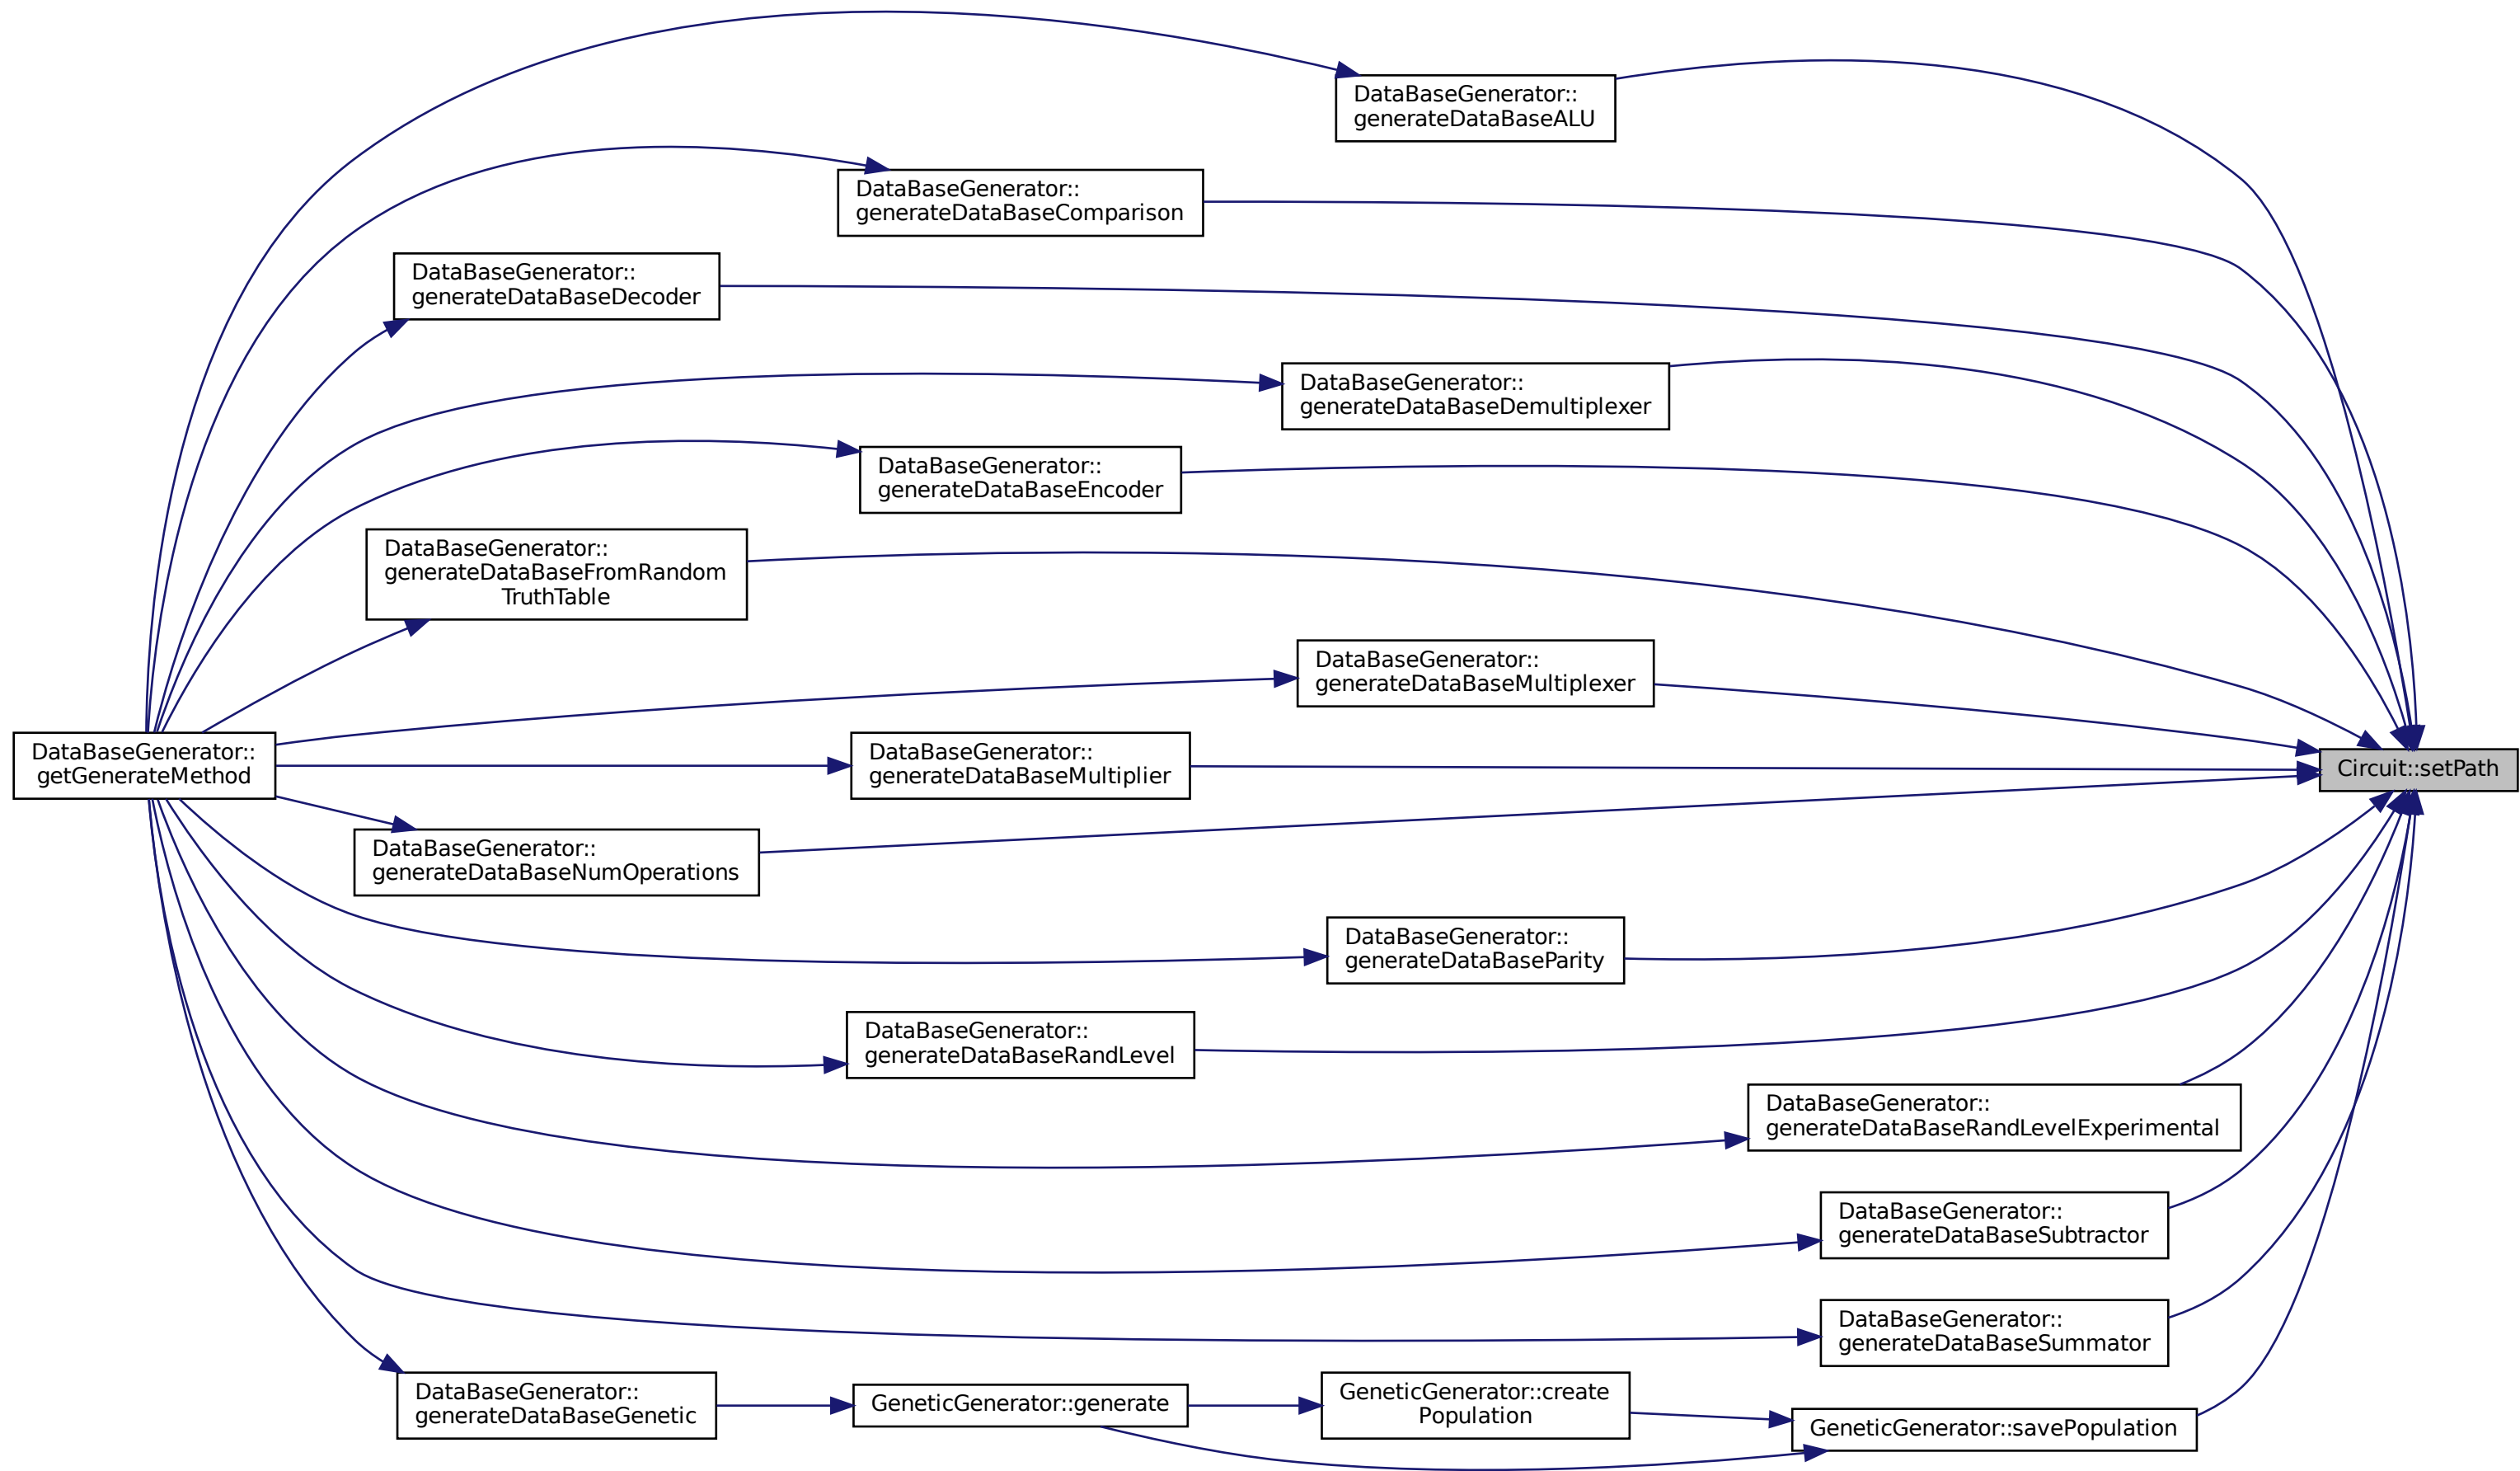 DataBaseGenerator::
generateDataBaseALU
DataBaseGenerator::
generateDataBaseComparison
DataBaseGenerator::
generateDataBaseDecoder
DataBaseGenerator::
generateDataBaseDemultiplexer
DataBaseGenerator::
generateDataBaseEncoder
DataBaseGenerator::
generateDataBaseFromRandom
TruthTable
DataBaseGenerator::
generateDataBaseMultiplexer
DataBaseGenerator::
getGenerateMethod
DataBaseGenerator::
generateDataBaseMultiplier
Circuit::setPath
DataBaseGenerator::
generateDataBaseNumOperations
DataBaseGenerator::
generateDataBaseParity
DataBaseGenerator::
generateDataBaseRandLevel
DataBaseGenerator::
generateDataBaseRandLevelExperimental
DataBaseGenerator::
generateDataBaseSubtractor
DataBaseGenerator::
generateDataBaseSummator
DataBaseGenerator::
generateDataBaseGenetic
GeneticGenerator::generate
GeneticGenerator::create
Population
GeneticGenerator::savePopulation